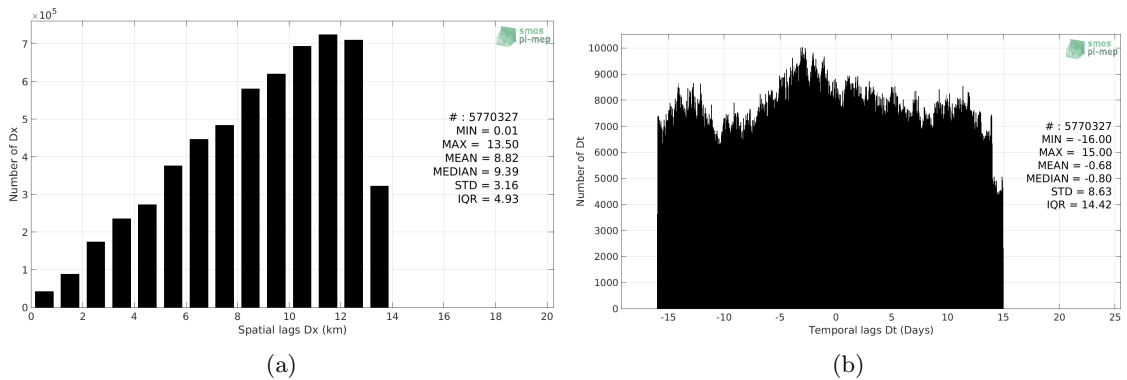 ×10⁵
7
6
5
4
3
2
1
0
Number of Dx
0 2 4 6 8 10 12 14 16 18 20
Spatial lags Dx (km)
smos
pi-mep
# : 5770327
MIN = 0.01
MAX = 13.50
MEAN = 8.82
MEDIAN = 9.39
STD = 3.16
IQR = 4.93
(a)
10000
9000
8000
7000
6000
5000
4000
3000
2000
1000
0
Number of Dt
-15 -10 -5 0 5 10 15 20 25
Temporal lags Dt (Days)
smos
pi-mep
# : 5770327
MIN = -16.00
MAX = 15.00
MEAN = -0.68
MEDIAN = -0.80
STD = 8.63
IQR = 14.42
(b)